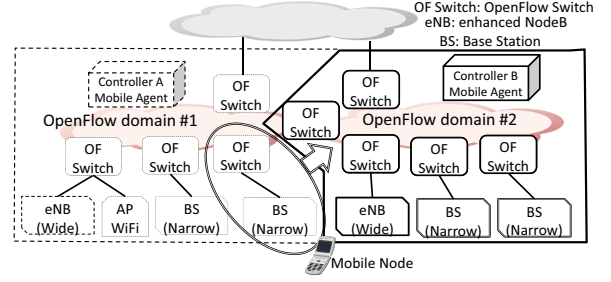 OF Switch: OpenFlow Switch
eNB: enhanced NodeB
BS: Base Station
Controller A
Mobile Agent
OF
Switch
OF
Switch
Controller B
Mobile Agent
OpenFlow domain #1
OF
Switch
OpenFlow domain #2
OF
Switch
OF
Switch
OF
Switch
OF
Switch
OF
Switch
OF
Switch
eNB
(Wide)
AP
WiFi
BS
(Narrow)
BS
(Narrow)
eNB
(Wide)
BS
(Narrow)
BS
(Narrow)
Mobile Node